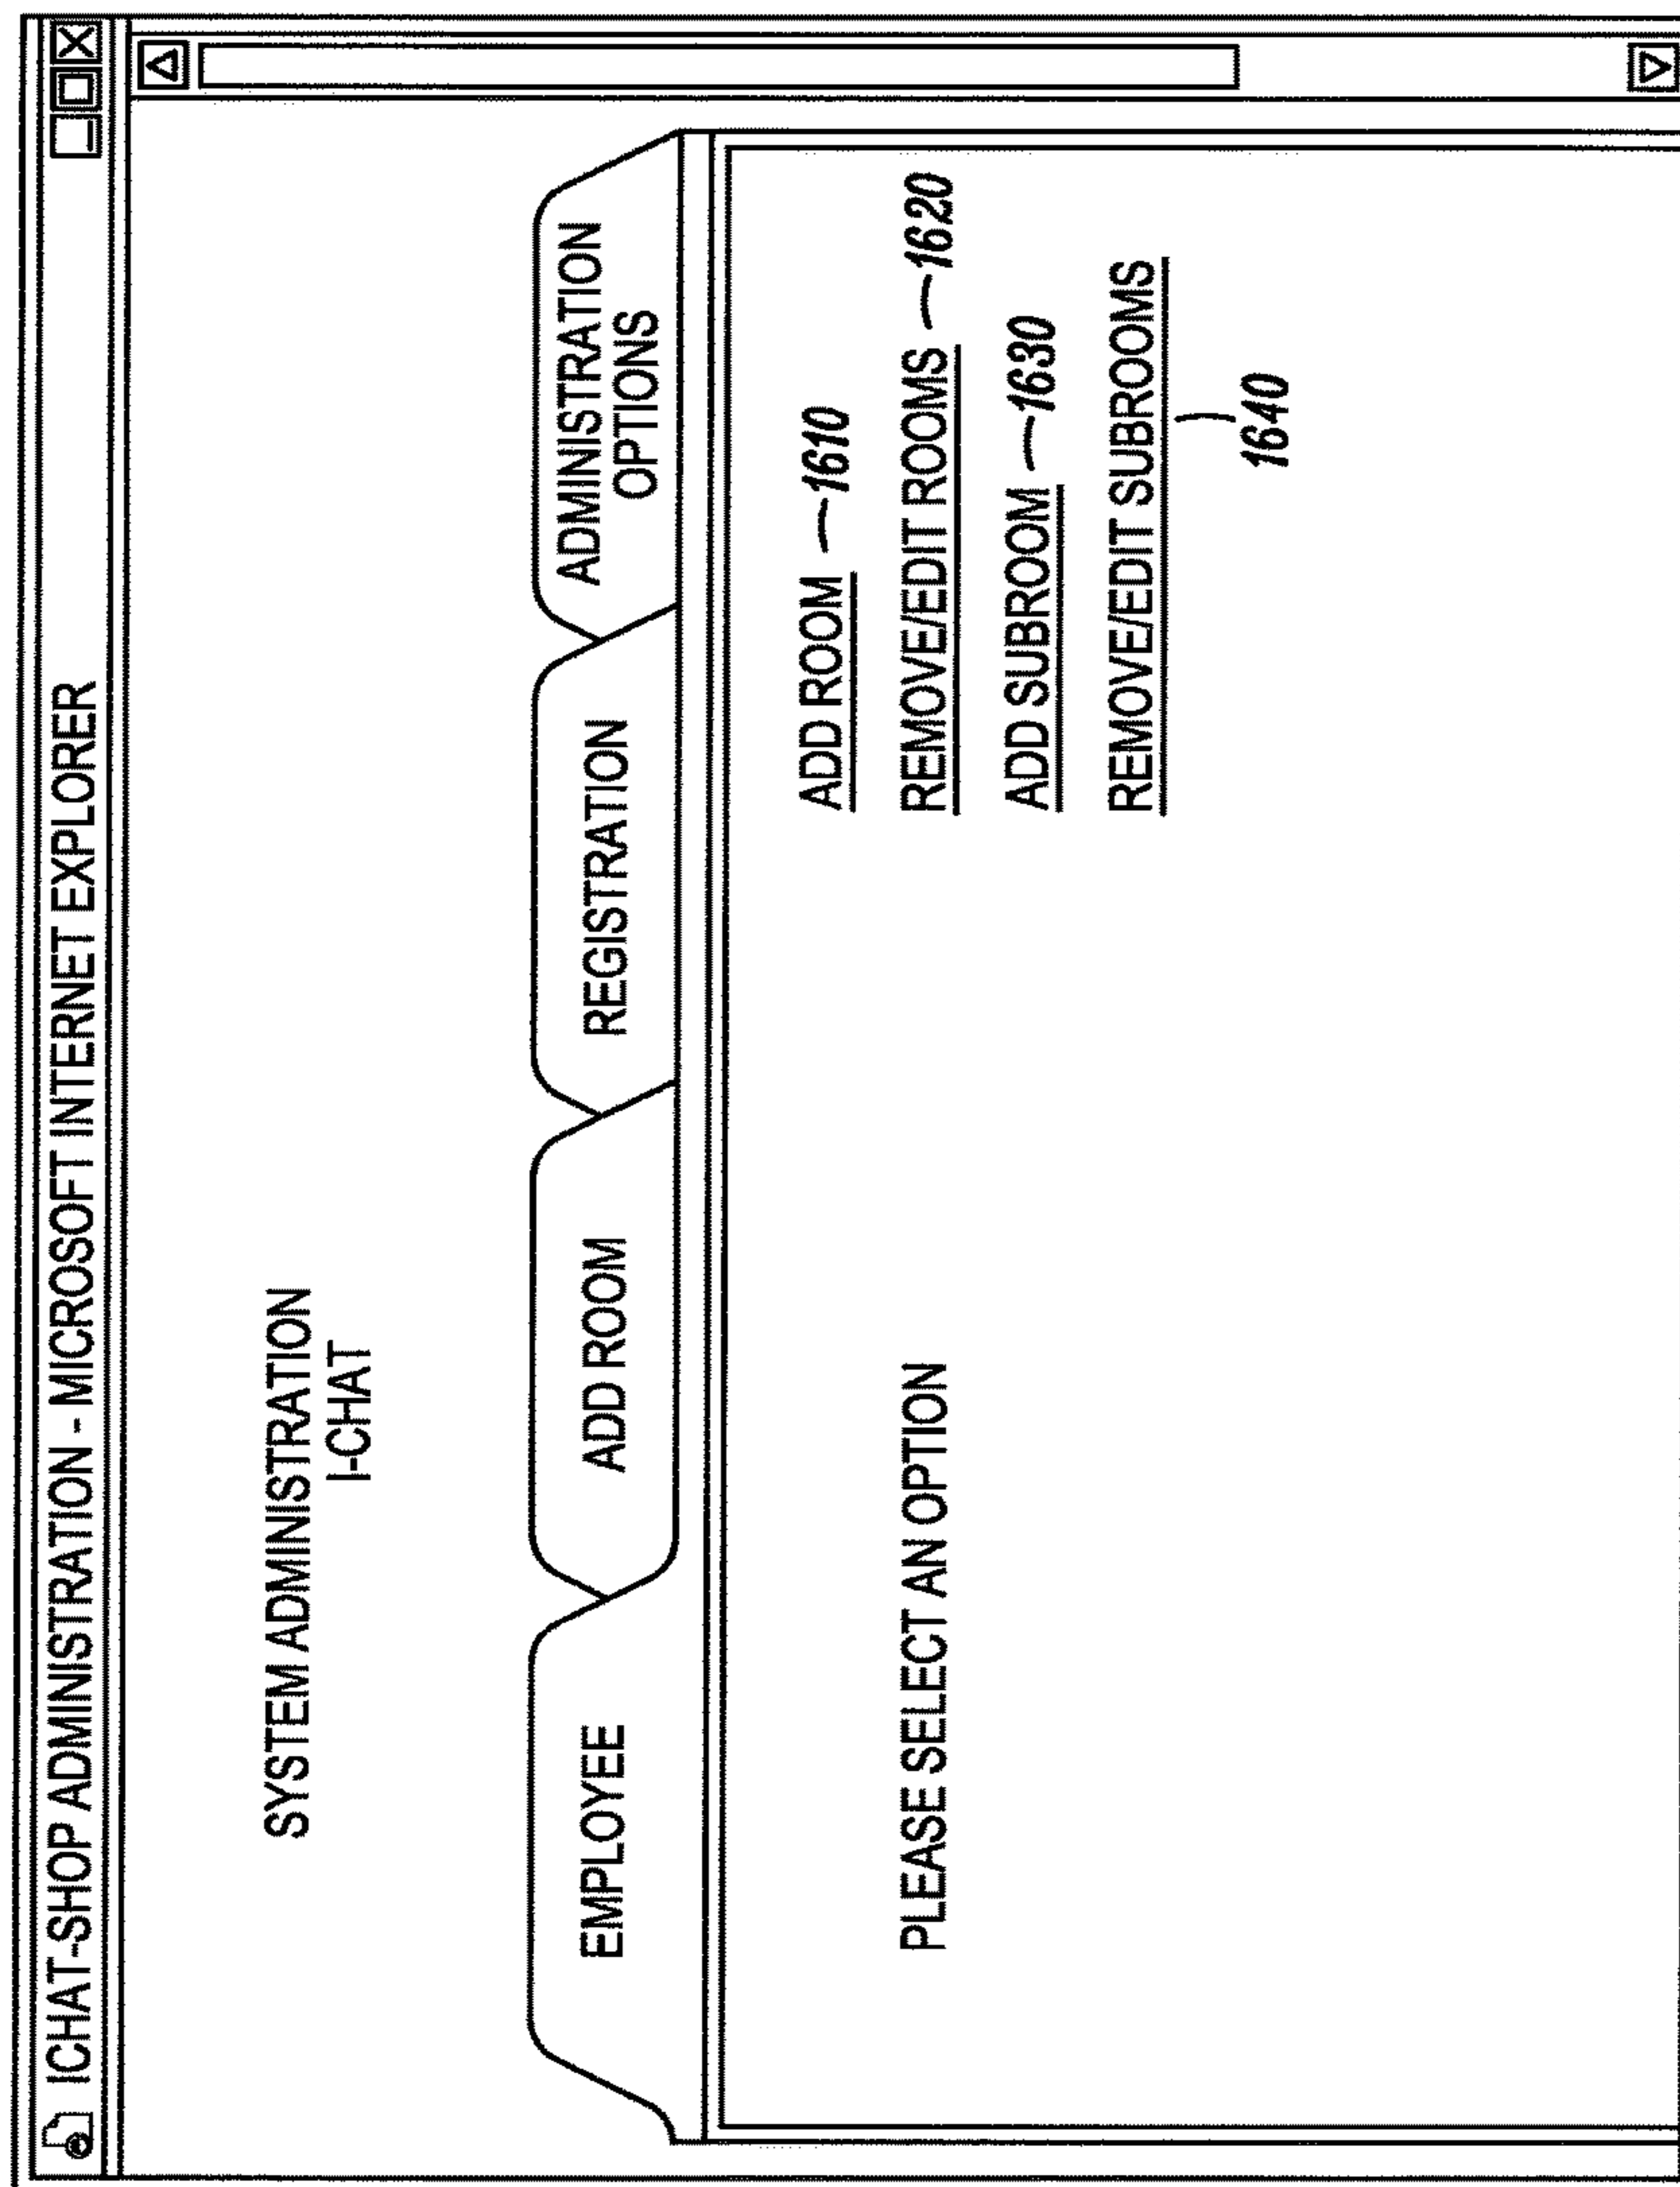 ICHAT-SHOP ADMINISTRATION - MICROSOFT INTERNET EXPLORER
SYSTEM ADMINISTRATION
I-CHAT
EMPLOYEE
ADD ROOM
REGISTRATION
ADMINISTRATION
OPTIONS
PLEASE SELECT AN OPTION
ADD ROOM 1610
REMOVE/EDIT ROOMS 1620
ADD SUBROOM 1630
REMOVE/EDIT SUBROOMS
1640